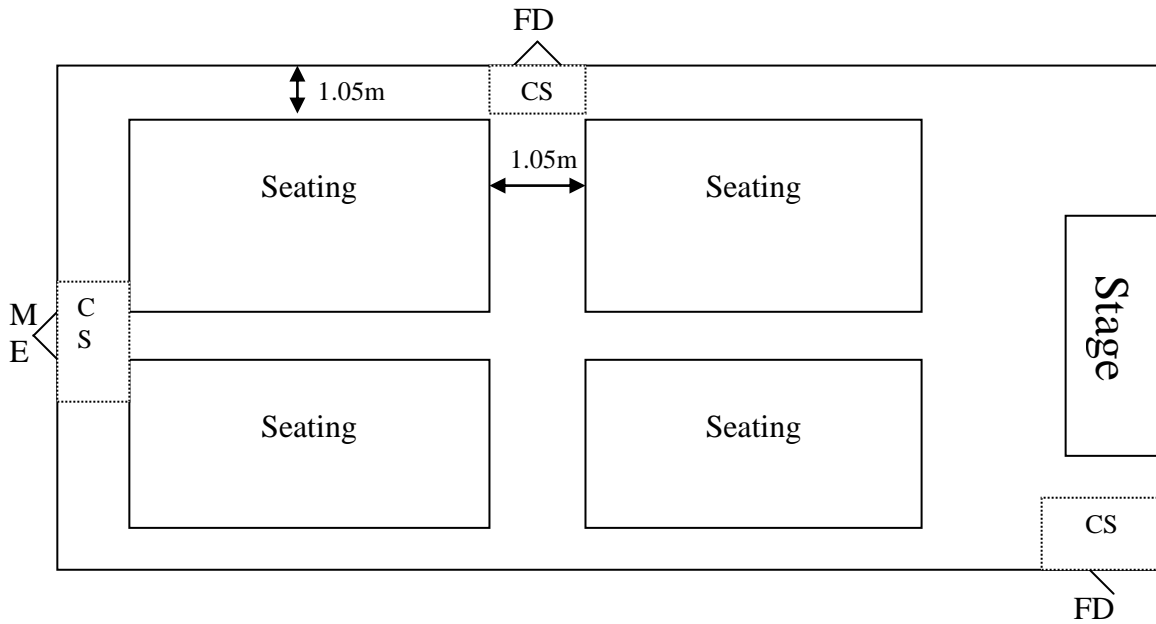 FD
CS
1.05m
1.05m
Seating
Seating
Stage
M
E
C
S
Seating
Seating
CS
FD